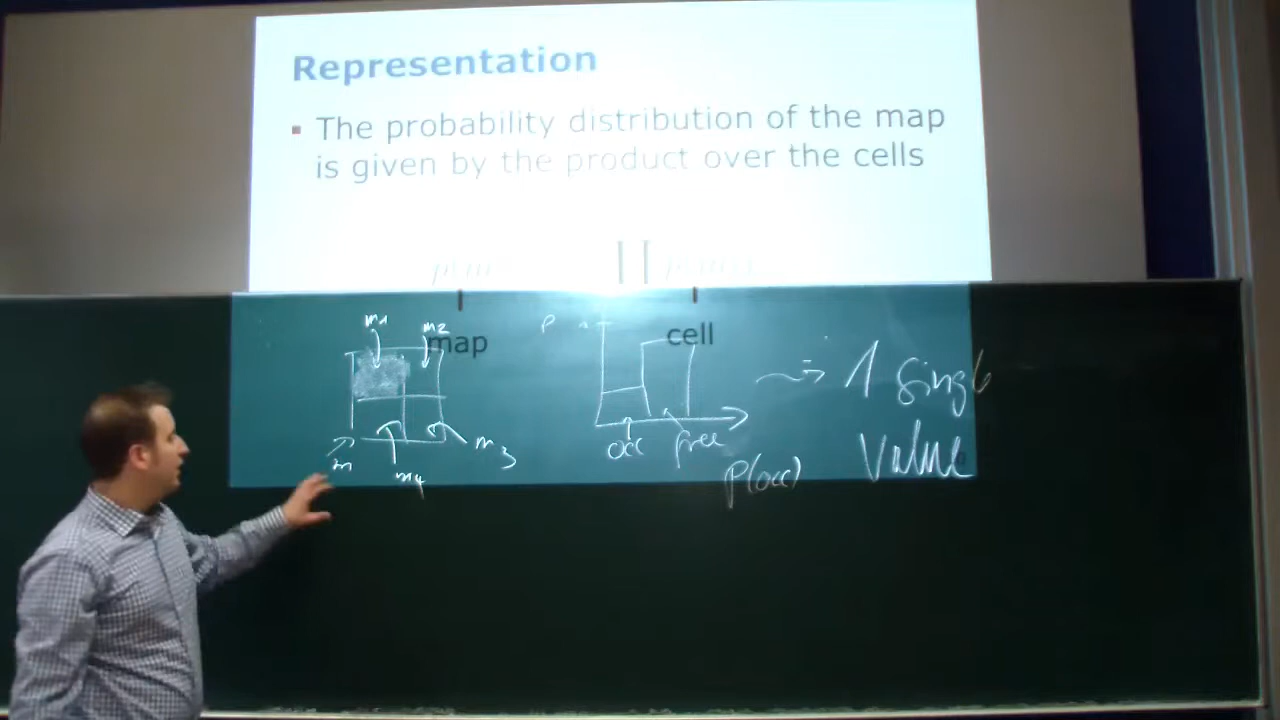 Representation
The probability distribution of the map
is given by the product over the cells
map
cell
m1
m2
m
m4
m3
P
1
occ
free
p(occ)
1 single
value